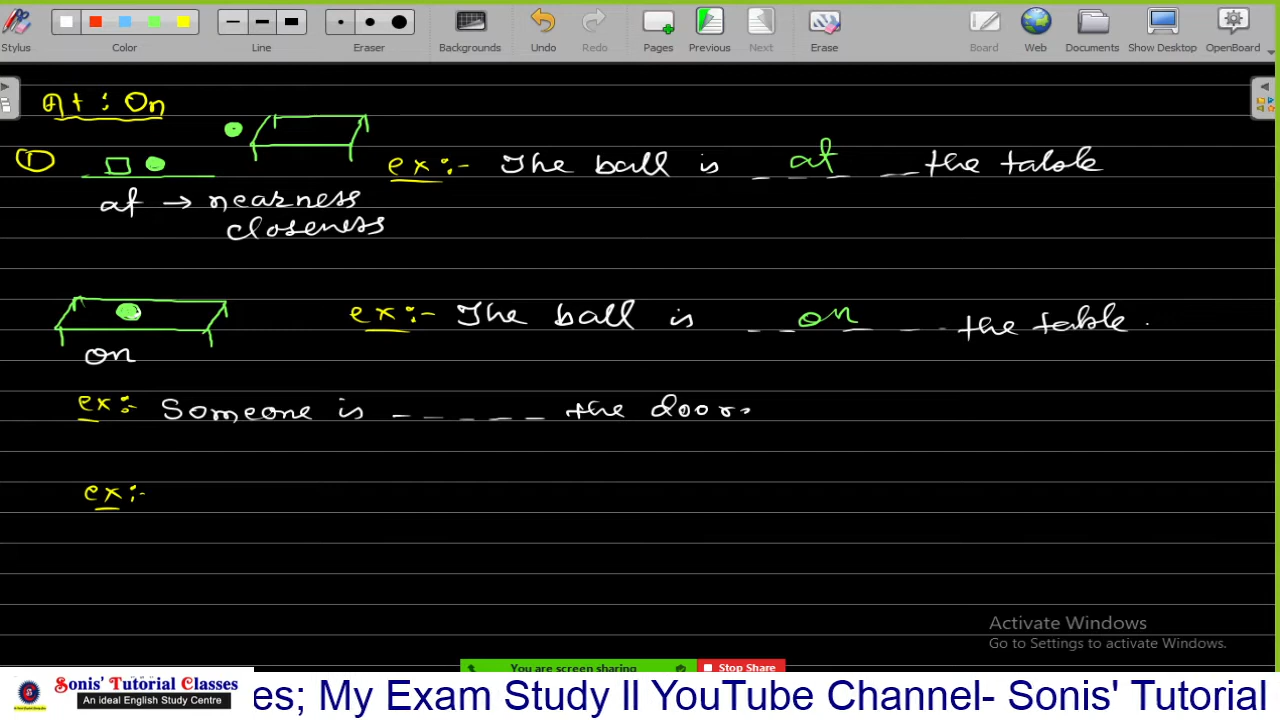 Stylus
Color
Line
Eraser
Backgrounds
Undo
Redo
Pages
Previous
Next
Erase
Board
Web
Documents
Show Desktop
OpenBoard
At : On
① ex:- The ball is _ at _ _ the table
at → nearness
closeness
ex:- The ball is _ _ on _ _ the table.
on
ex:- Someone is _ _ _ _ _ the door.
ex:-
Activate Windows
Go to Settings to activate Windows.
You are screen sharing
Stop Share
Sonis' Tutorial Classes
An ideal English Study Centre
es; My Exam Study ll YouTube Channel- Sonis' Tutorial